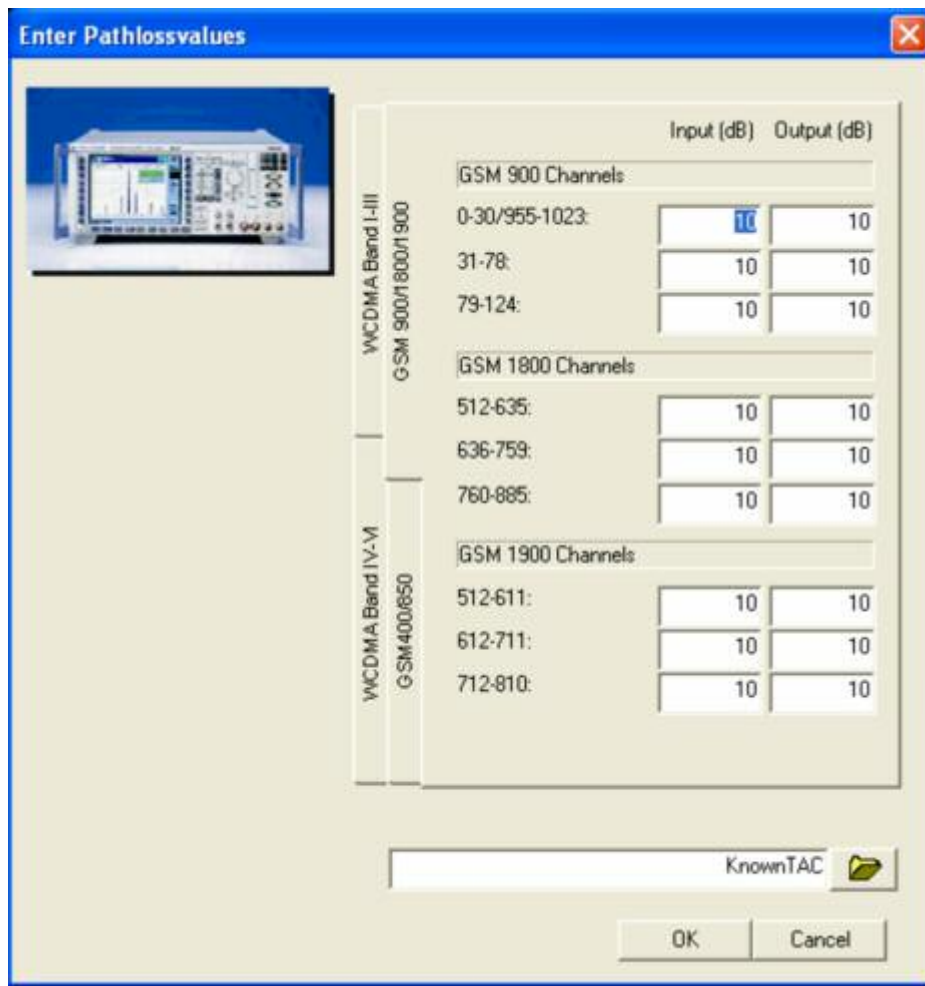 Enter Pathlossvalues
WCDMA Band I-III
GSM 900/1800/1900
WCDMA Band IV-VI
GSM400/850
Input (dB) Output (dB)
GSM 900 Channels
0-30/955-1023: 10 10
31-78: 10 10
79-124: 10 10
GSM 1800 Channels
512-635: 10 10
636-759: 10 10
760-885: 10 10
GSM 1900 Channels
512-611: 10 10
612-711: 10 10
712-810: 10 10
KnownTAC
OK Cancel